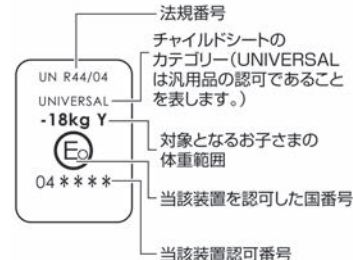 法規番号
チャイルドシートの
カテゴリー（UNIVERSAL
は汎用品の認可であること
を表します。）
対象となるお子さまの
体重範囲
当該装置を認可した国番号
当該装置認可番号
UN R44/04
UNIVERSAL
-18kg Y
E0
04＊＊＊＊